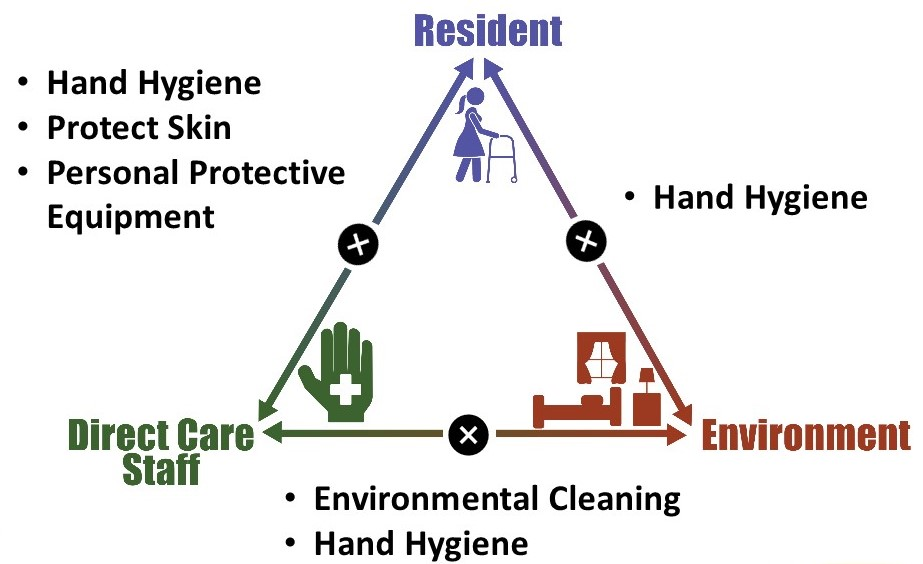 Resident
• Hand Hygiene
• Protect Skin
• Personal Protective
Equipment
• Hand Hygiene
Direct Care
Staff
Environment
• Environmental Cleaning
• Hand Hygiene